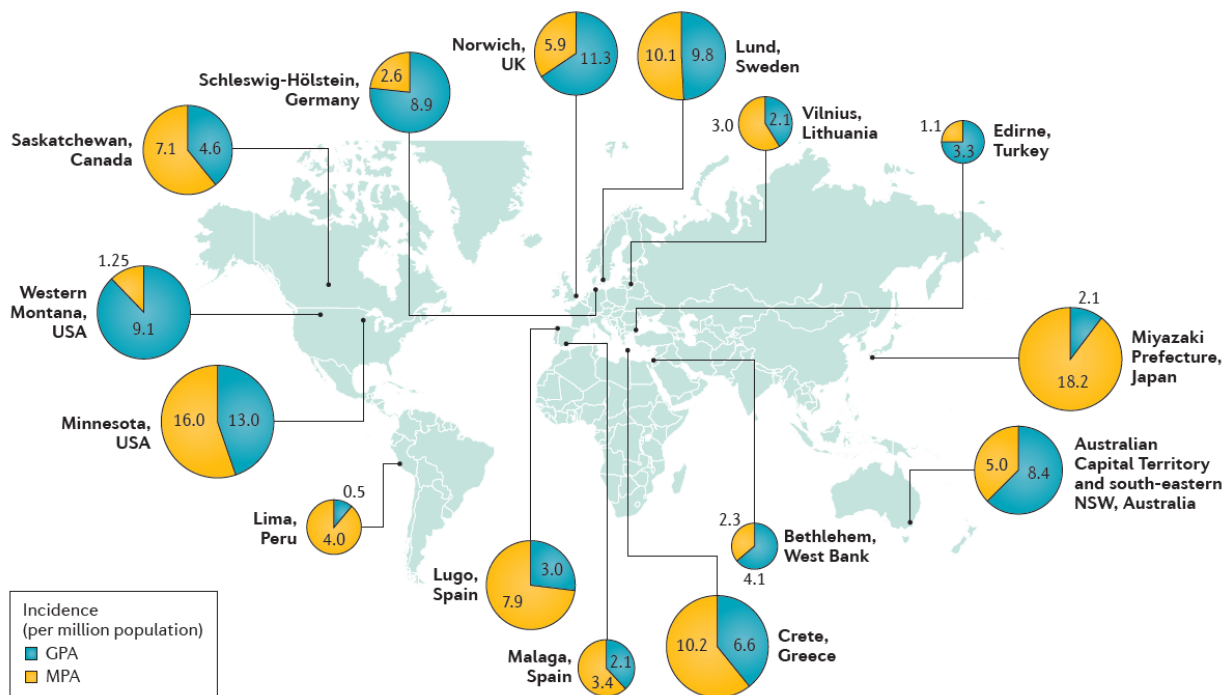 Norwich,
UK
5.9
11.3
10.1
9.8
Lund,
Sweden
Schleswig-Hölstein,
Germany
2.6
8.9
3.0
2.1
Vilnius,
Lithuania
1.1
3.3
Edirne,
Turkey
Saskatchewan,
Canada
7.1
4.6
1.25
Western
Montana,
USA
9.1
2.1
18.2
Miyazaki
Prefecture,
Japan
Minnesota,
USA
16.0
13.0
5.0
8.4
Australian
Capital Territory
and south-eastern
NSW, Australia
0.5
4.0
Lima,
Peru
2.3
4.1
Bethlehem,
West Bank
Lugo,
Spain
3.0
7.9
Malaga,
Spain
2.1
3.4
10.2
6.6
Crete,
Greece
Incidence
(per million population)
GPA
MPA